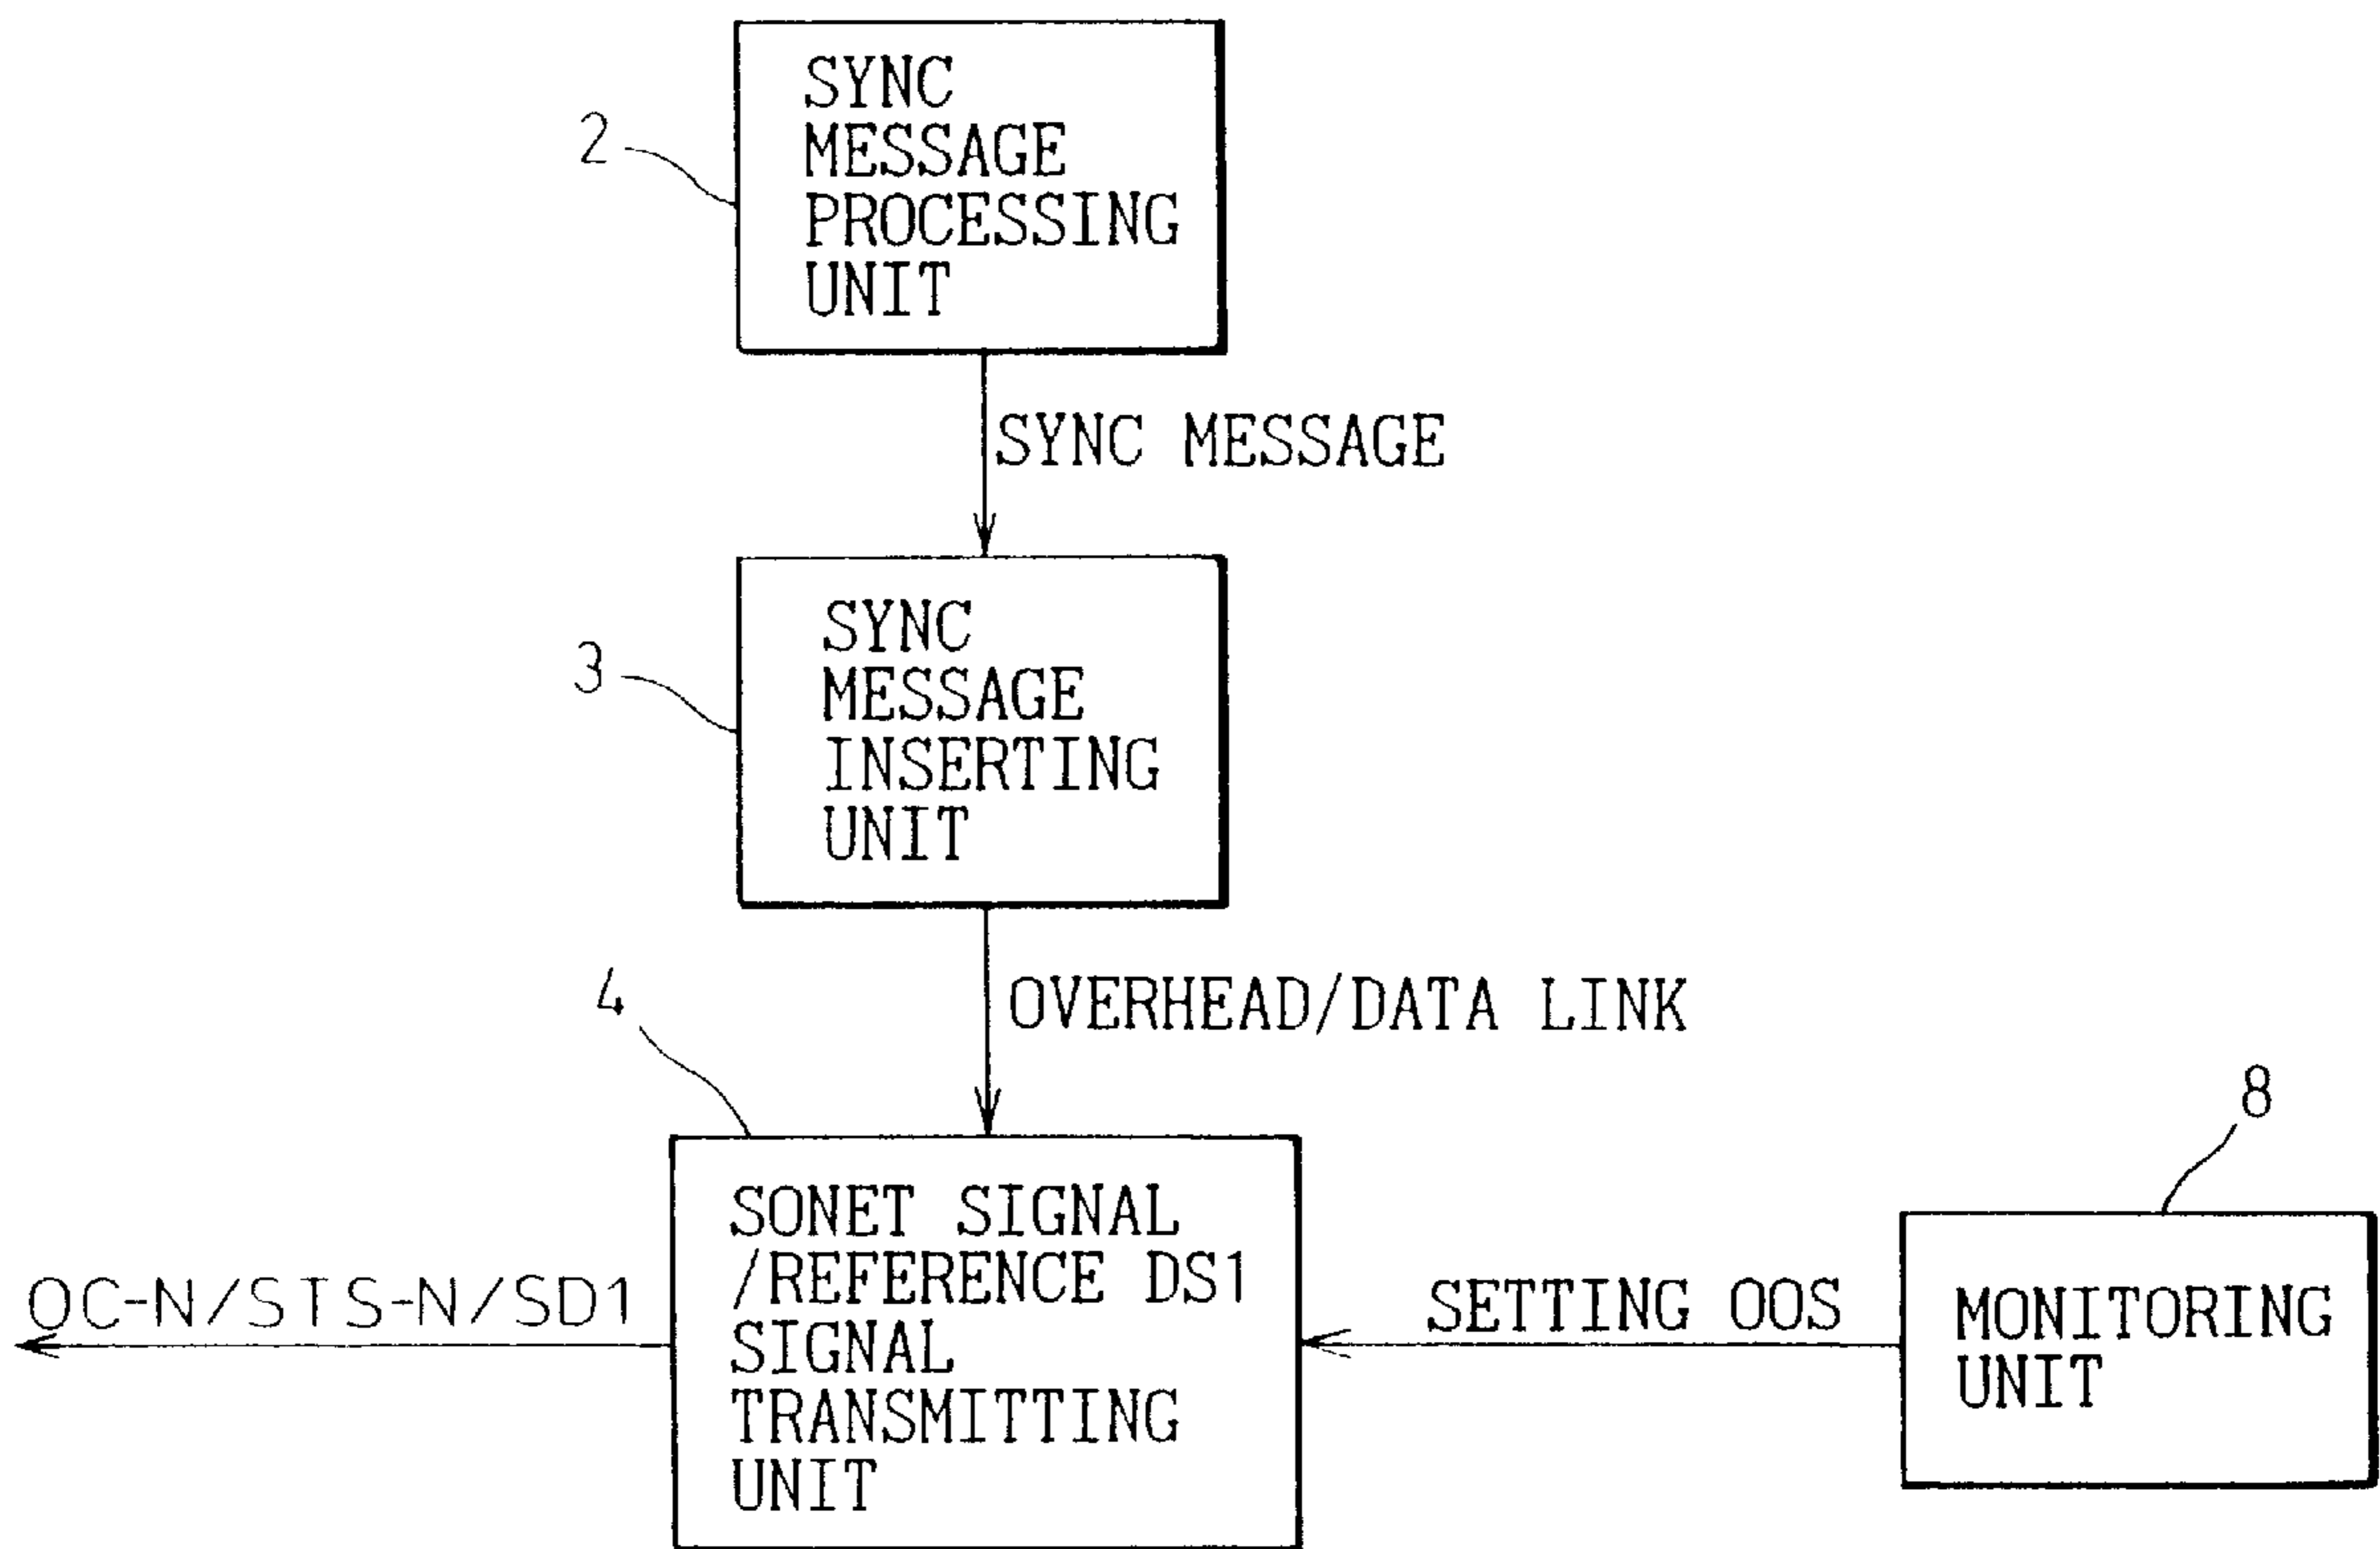 SYNC
MESSAGE
PROCESSING
UNIT
2
SYNC MESSAGE
SYNC
MESSAGE
INSERTING
UNIT
3
OVERHEAD/DATA LINK
4
SONET SIGNAL
/REFERENCE DS1
SIGNAL
TRANSMITTING
UNIT
OC-N/STS-N/SD1
SETTING OOS
8
MONITORING
UNIT